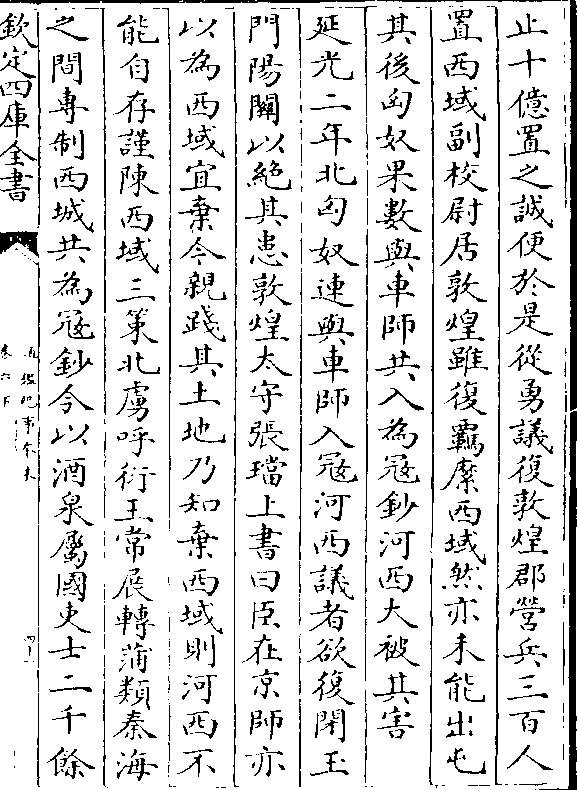 止十億置之誠便於是從勇議復敦煌郡營兵三百人
置西域副校尉居敦煌雖復羈縻西域然亦未能出屯
其後匈奴果數與車師共入為寇鈔河西大被其害
延光二年北匈奴連與車師入寇河西議者欲復閉玉
門陽關以絶其患敦煌太守張璫上書曰臣在京師亦
以為西域宜棄今親踐其土地乃知棄西域則河西不
能自存謹陳西域三策北虜呼衍王常展轉蒲類秦海
之間專制西域共為寇鈔今以酒泉屬國吏士二千餘
欽定四庫全書
通鑑紀事本末
卷六下